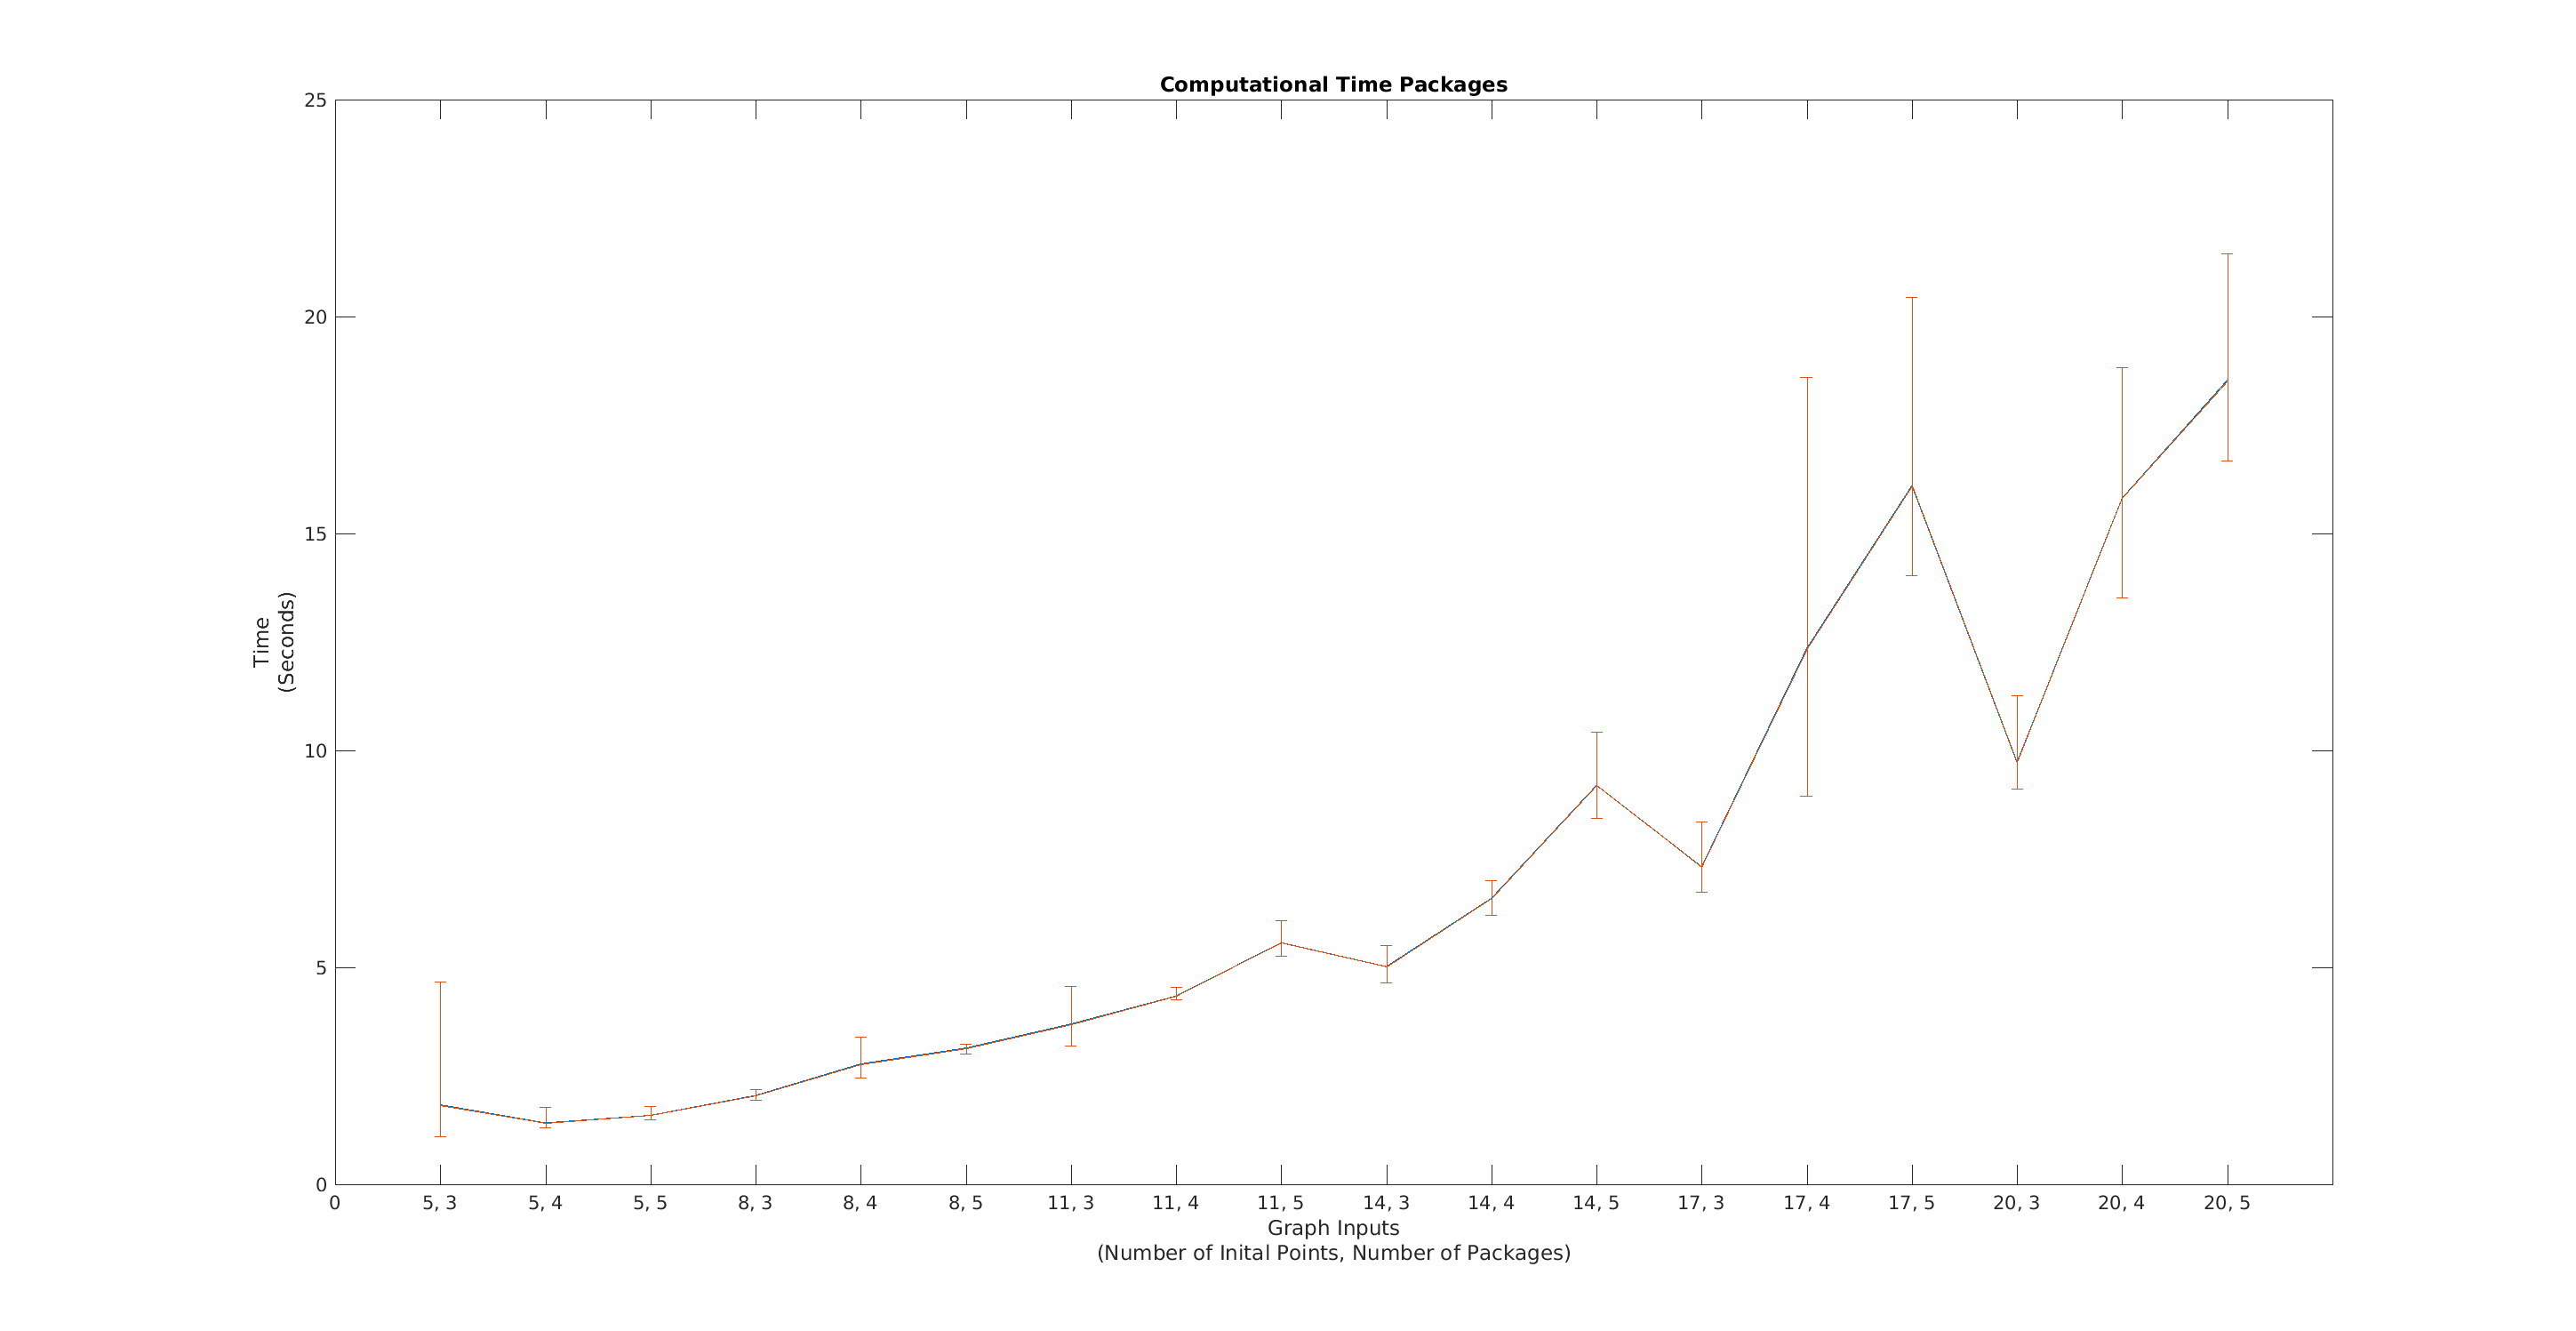 Computational Time Packages
25
20
15
10
5
0
Time
(Seconds)
0 5, 3 5, 4 5, 5 8, 3 8, 4 8, 5 11, 3 11, 4 11, 5 14, 3 14, 4 14, 5 17, 3 17, 4 17, 5 20, 3 20, 4 20, 5
Graph Inputs
(Number of Inital Points, Number of Packages)